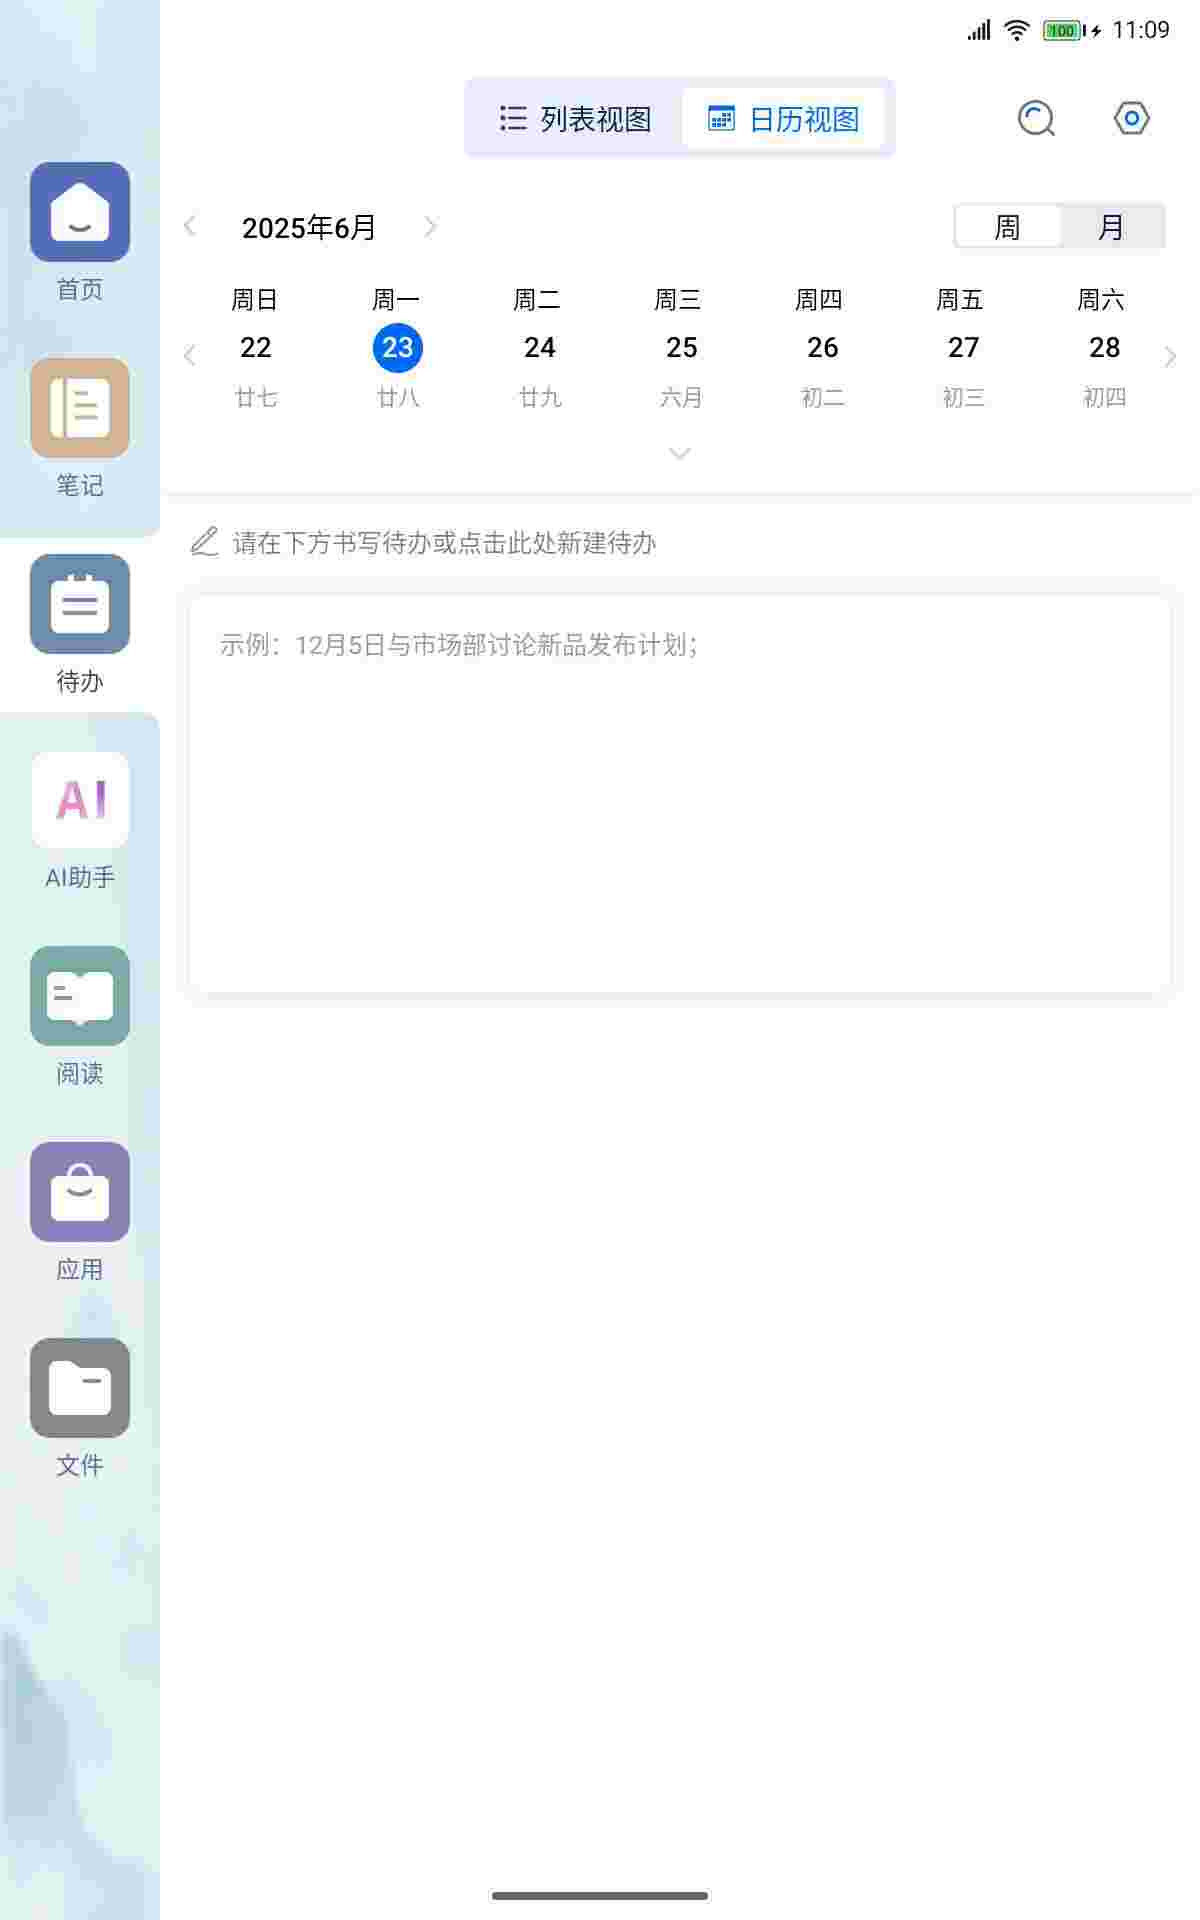 100 11:09
列表视图 日历视图
2025年6月 周 月
周日 周一 周二 周三 周四 周五 周六
22 23 24 25 26 27 28
廿七 廿八 廿九 六月 初二 初三 初四
请在下方书写待办或点击此处新建待办
示例：12月5日与市场部讨论新品发布计划；
首页
笔记
待办
AI
AI助手
阅读
应用
文件